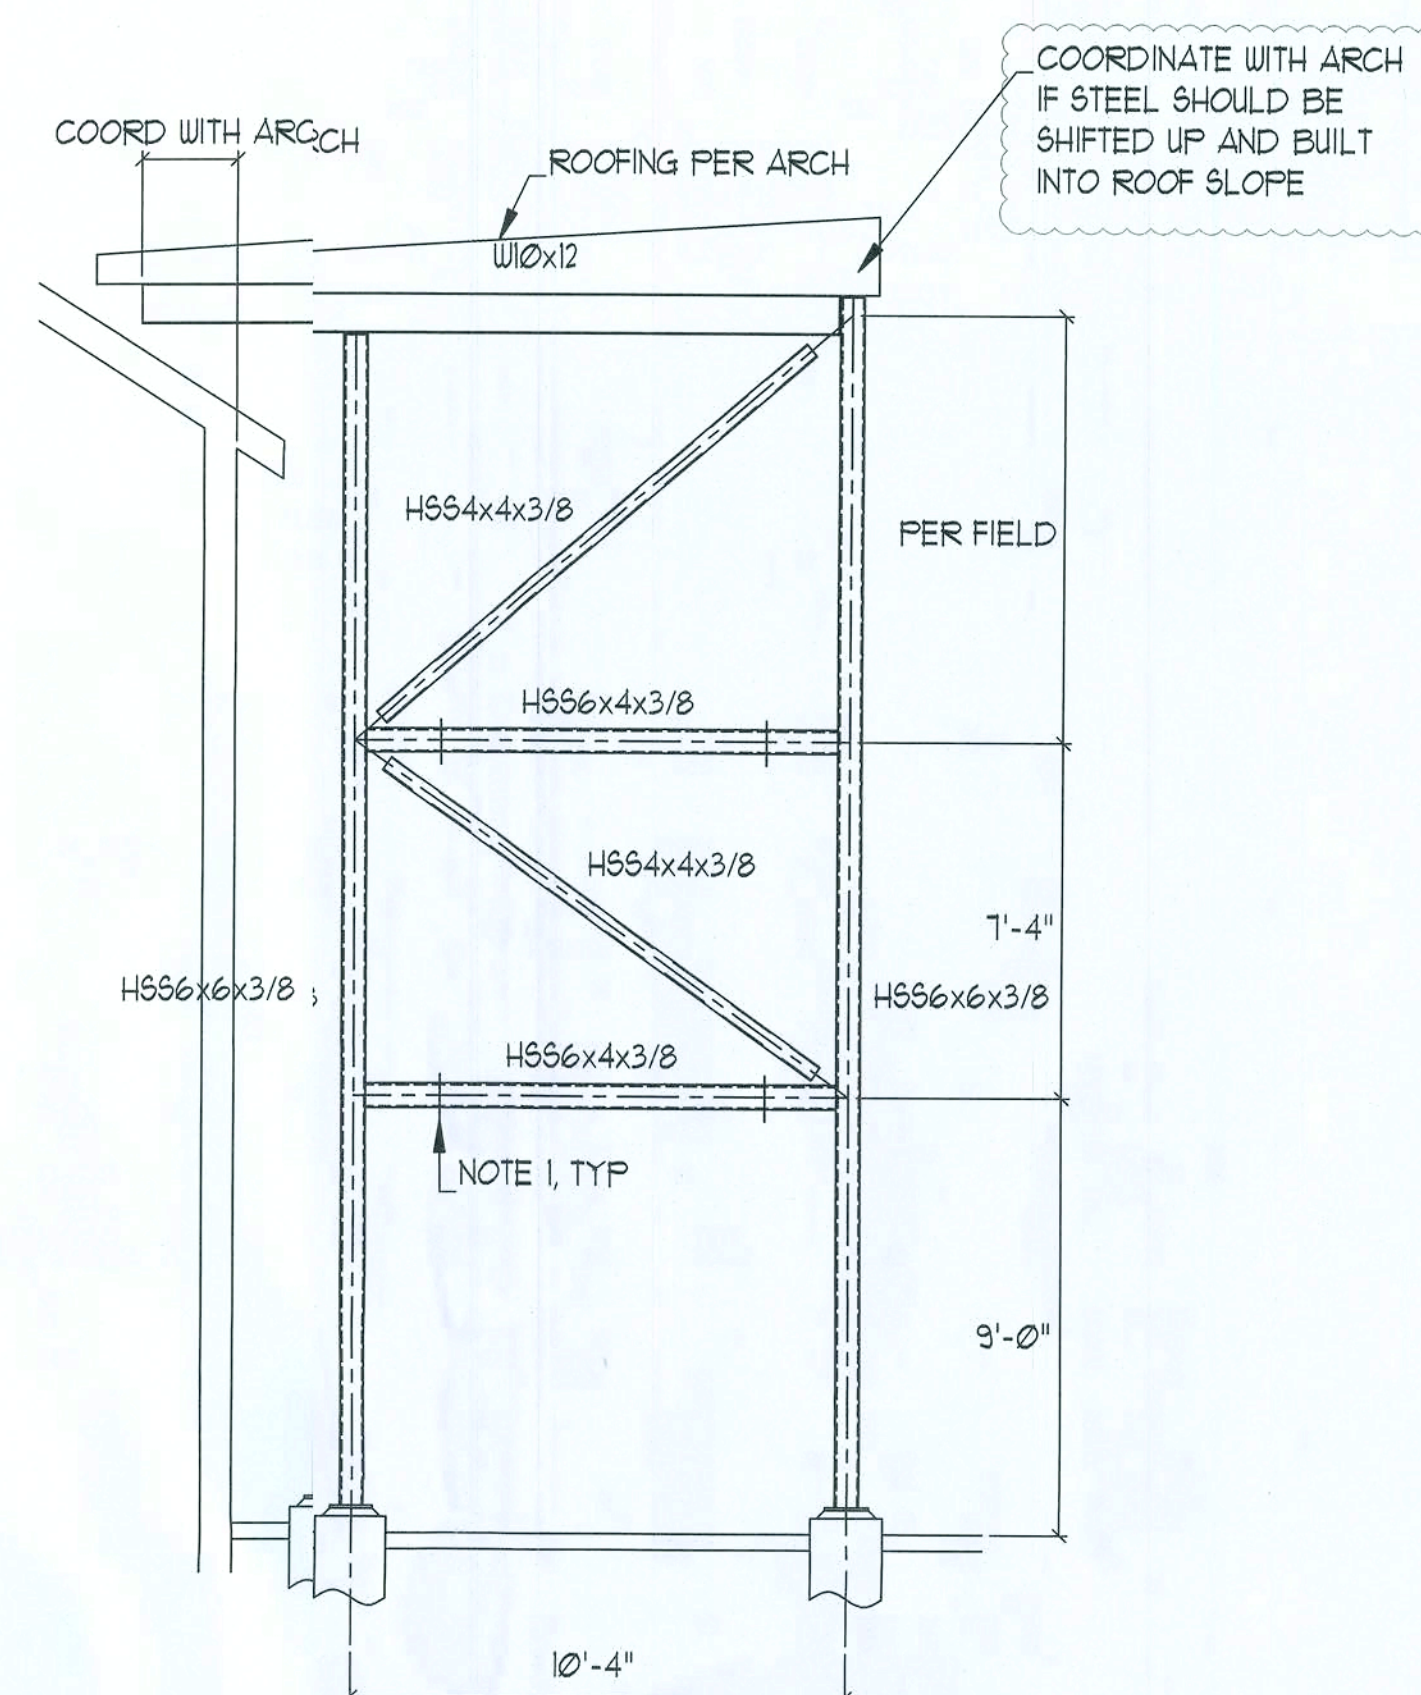 COORDINATE WITH ARCH
IF STEEL SHOULD BE
SHIFTED UP AND BUILT
INTO ROOF SLOPE
COORD WITH ARC
CH
ROOFING PER ARCH
W10x12
HSS4x4x3/8
PER FIELD
HSS6x4x3/8
HSS4x4x3/8
7'-4"
HSS6x6x3/8
HSS6x6x3/8
HSS6x4x3/8
NOTE 1, TYP
9'-0"
10'-4"